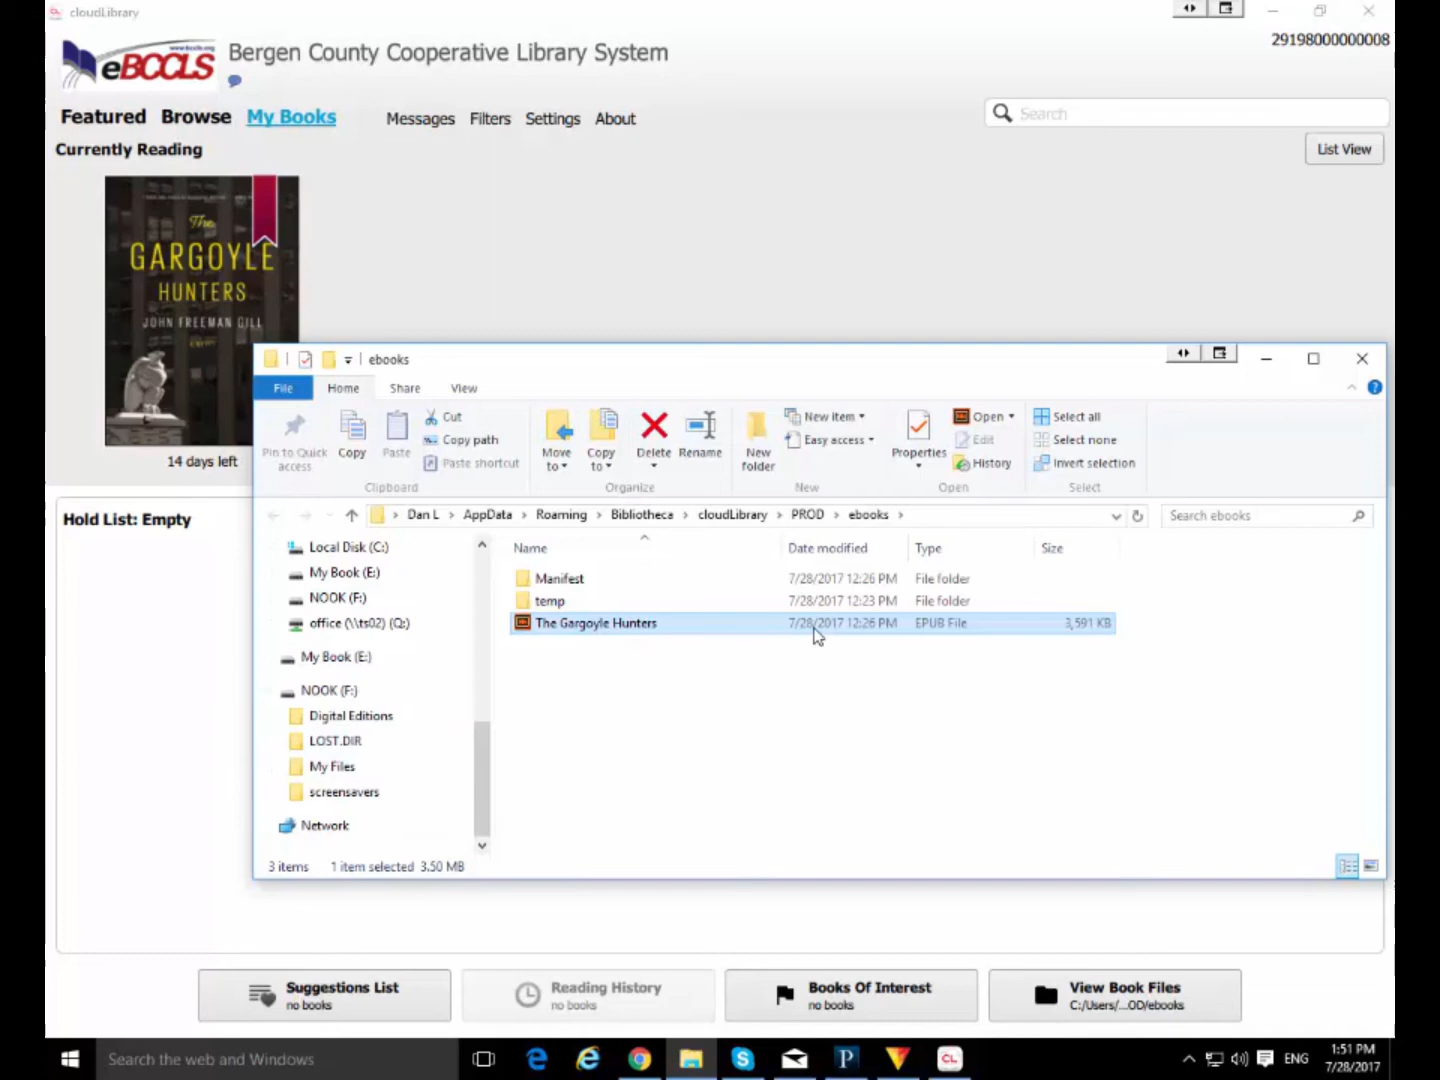 cloudLibrary
29198000000008
www.bccls.org
eBCCLS
Bergen County Cooperative Library System
Featured Browse My Books Messages Filters Settings About
Search
Currently Reading
List View
The
GARGOYLE
HUNTERS
JOHN FREEMAN GILL
14 days left
Hold List: Empty
ebooks
File Home Share View
Pin to Quick access
Copy
Paste
Cut
Copy path
Paste shortcut
Clipboard
Move to
Copy to
Delete
Rename
Organize
New folder
New item
Easy access
New
Properties
Open
Edit
History
Open
Select all
Select none
Invert selection
Select
Dan L > AppData > Roaming > Bibliotheca > cloudLibrary > PROD > ebooks >
Search ebooks
Local Disk (C:)
My Book (E:)
NOOK (F:)
office (\\ts02) (Q:)
My Book (E:)
NOOK (F:)
Digital Editions
LOST.DIR
My Files
screensavers
Network
Name Date modified Type Size
Manifest 7/28/2017 12:26 PM File folder
temp 7/28/2017 12:23 PM File folder
The Gargoyle Hunters 7/28/2017 12:26 PM EPUB File 3,591 KB
3 items 1 item selected 3.50 MB
Suggestions List
no books
Reading History
no books
Books Of Interest
no books
View Book Files
C:/Users/...OD/ebooks
Search the web and Windows
CL
ENG
1:51 PM
7/28/2017